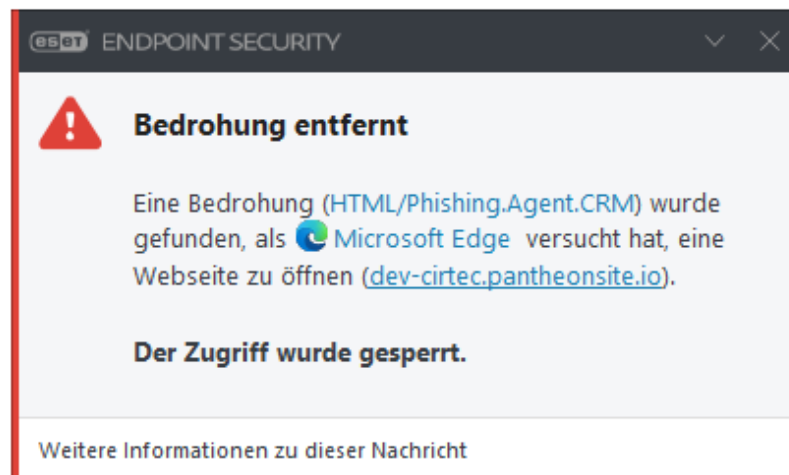 eset ENDPOINT SECURITY
Bedrohung entfernt
Eine Bedrohung (HTML/Phishing.Agent.CRM) wurde
gefunden, als Microsoft Edge versucht hat, eine
Webseite zu öffnen (dev-cirtec.pantheonsite.io).
Der Zugriff wurde gesperrt.
Weitere Informationen zu dieser Nachricht